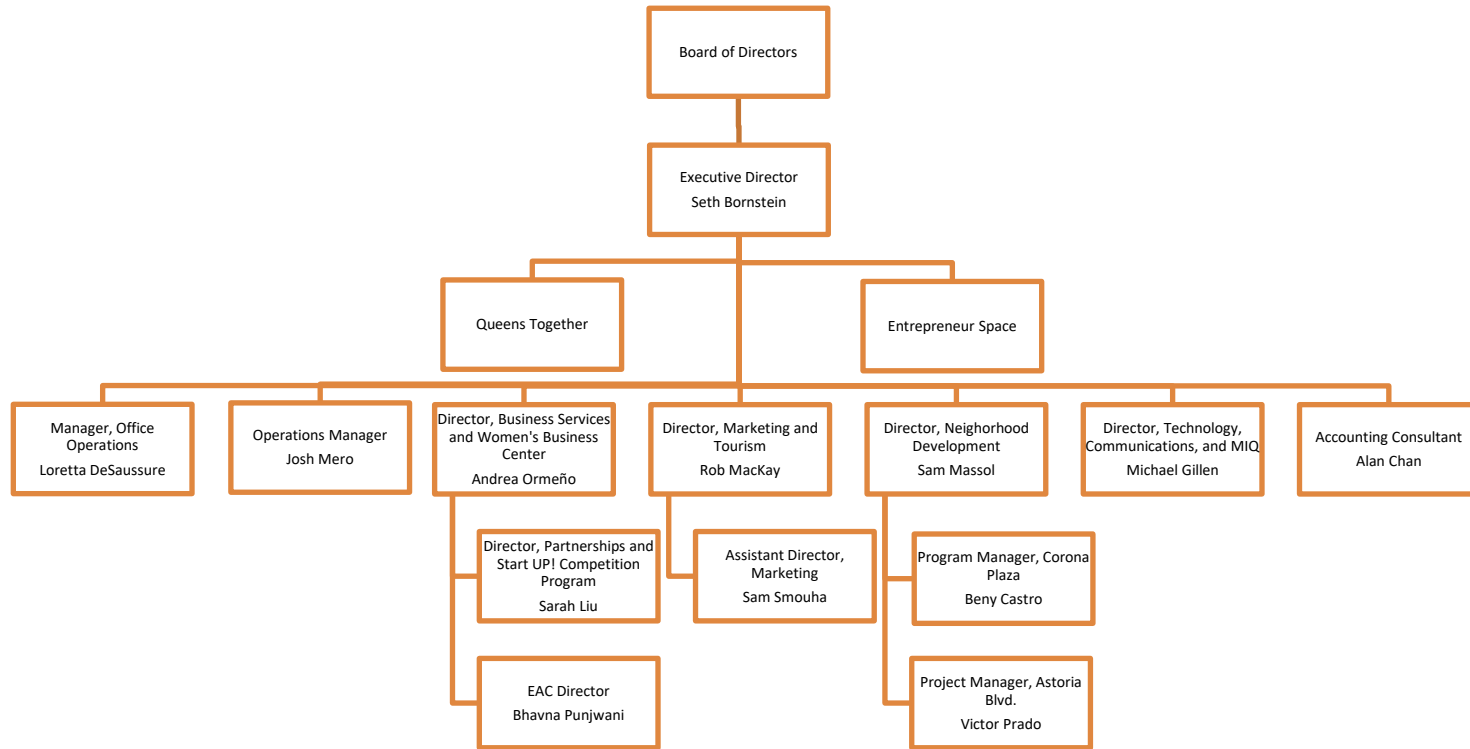 Board of Directors
Executive Director
Seth Bornstein
Queens Together
Entrepreneur Space
Manager, Office
Operations
Loretta DeSaussure
Operations Manager
Josh Mero
Director, Business Services
and Women's Business
Center
Andrea Ormeño
Director, Marketing and
Tourism
Rob MacKay
Director, Neighorhood
Development
Sam Massol
Director, Technology,
Communications, and MIQ
Michael Gillen
Accounting Consultant
Alan Chan
Director, Partnerships and
Start UP! Competition
Program
Sarah Liu
Assistant Director,
Marketing
Sam Smouha
Program Manager, Corona
Plaza
Beny Castro
EAC Director
Bhavna Punjwani
Project Manager, Astoria
Blvd.
Victor Prado